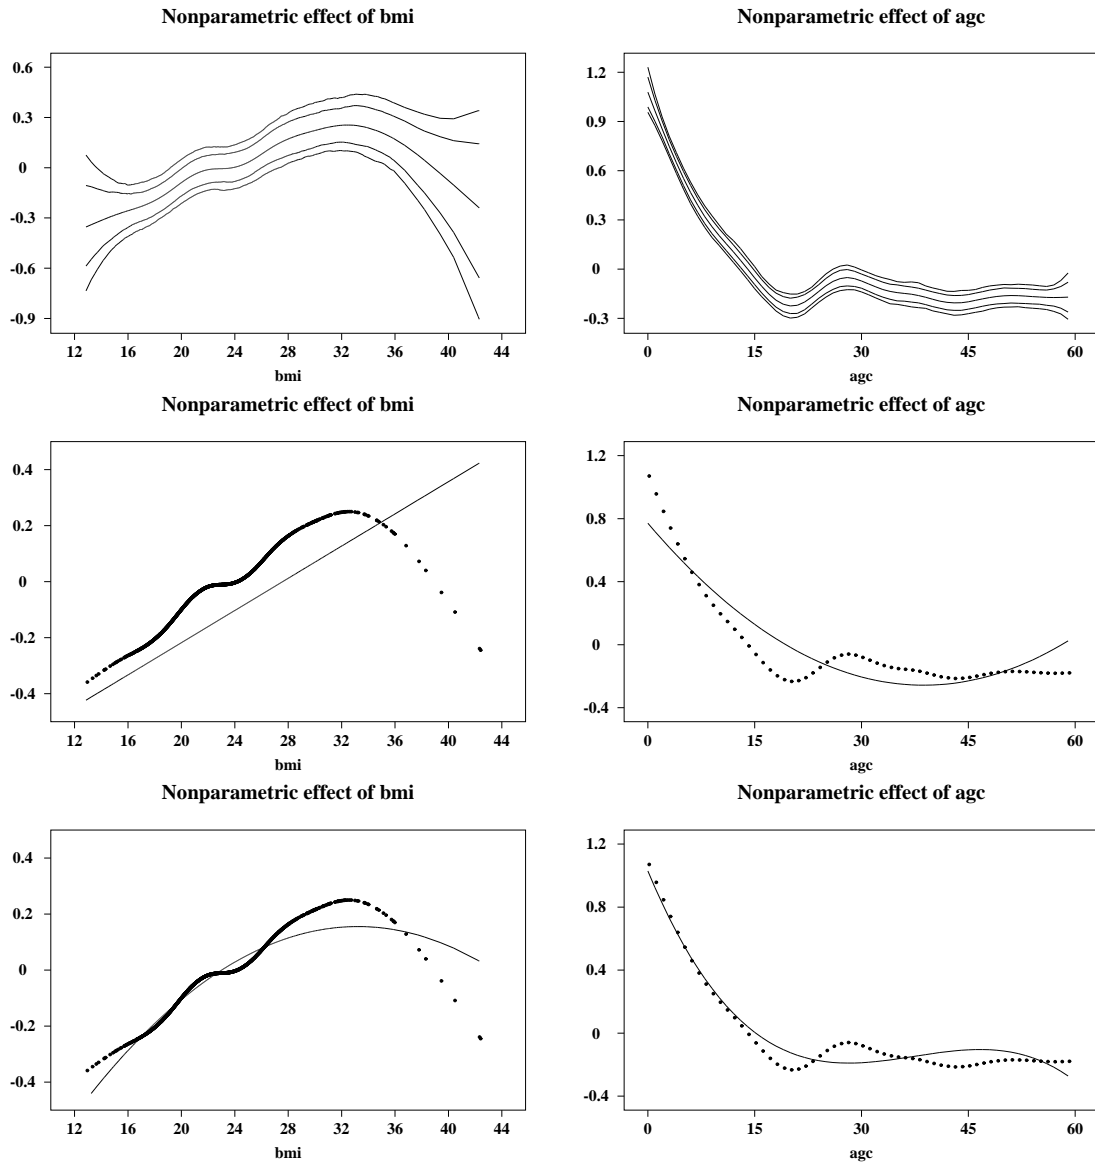 Nonparametric effect of bmi
0.6
0.3
0
-0.3
-0.6
-0.9
12 16 20 24 28 32 36 40 44
bmi
Nonparametric effect of agc
1.2
0.9
0.6
0.3
0
-0.3
0 15 30 45 60
agc
Nonparametric effect of bmi
0.4
0.2
0
-0.2
-0.4
12 16 20 24 28 32 36 40 44
bmi
Nonparametric effect of agc
1.2
0.8
0.4
0
-0.4
0 15 30 45 60
agc
Nonparametric effect of bmi
0.4
0.2
0
-0.2
-0.4
12 16 20 24 28 32 36 40 44
bmi
Nonparametric effect of agc
1.2
0.8
0.4
0
-0.4
0 15 30 45 60
agc